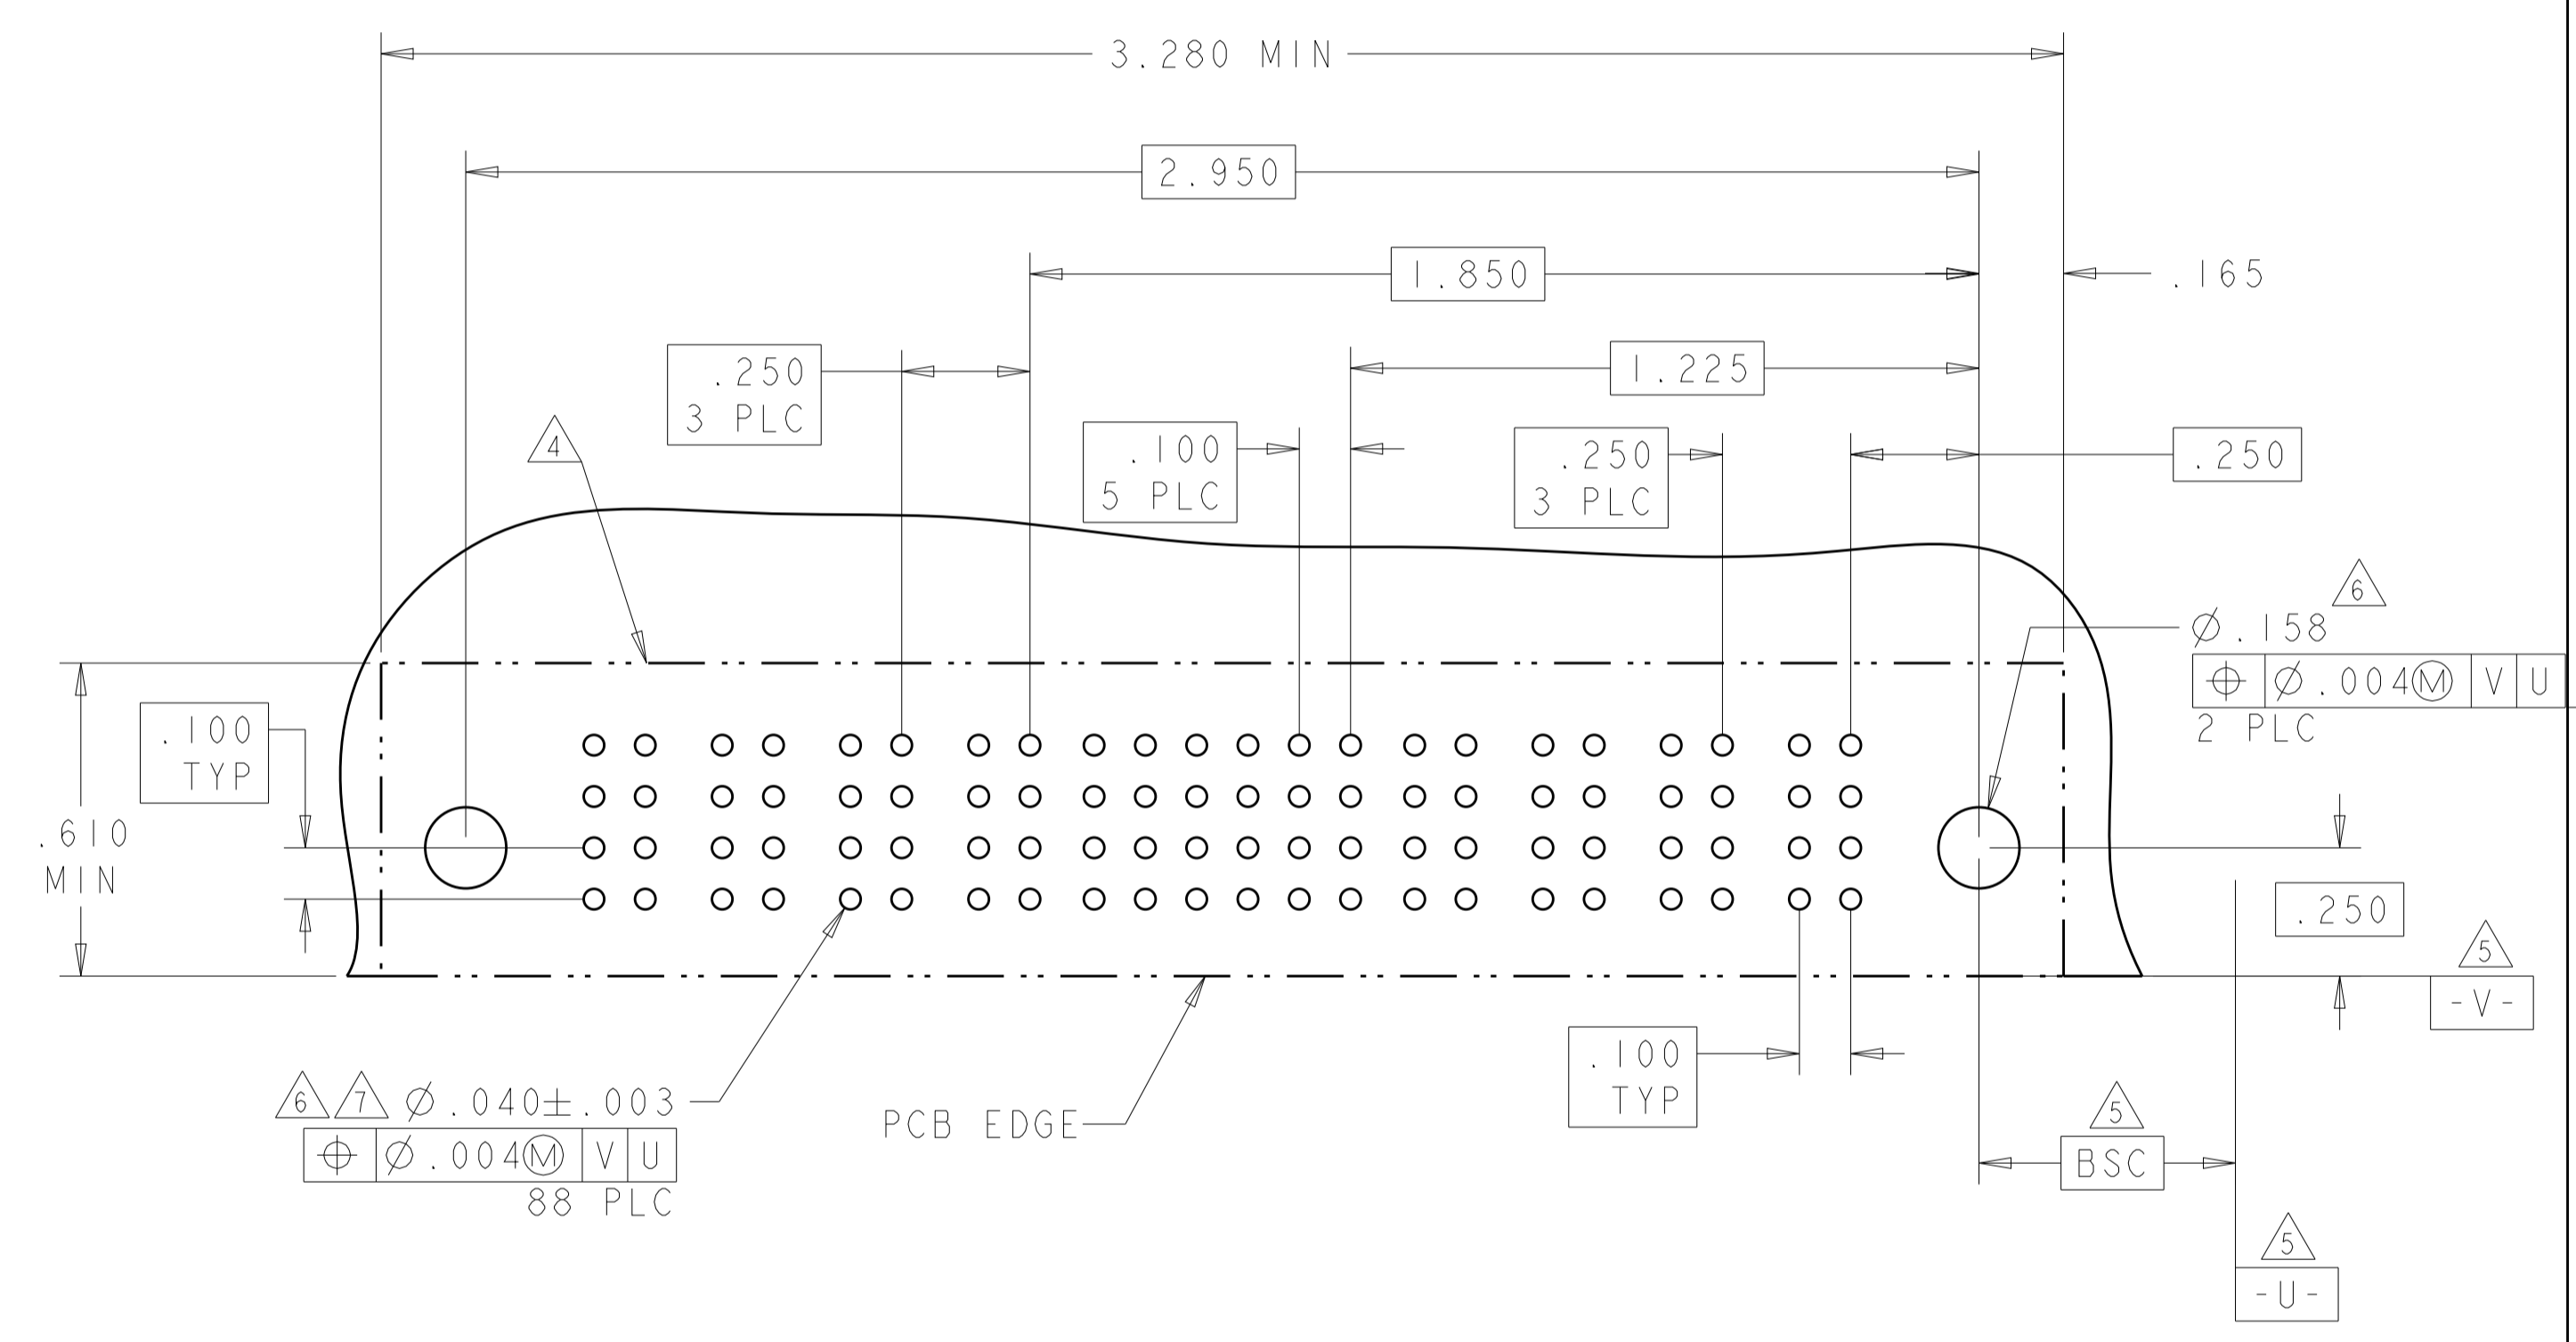 3.280 MIN
2.950
1.850
.165
.250
3 PLC
1.225
4
.100
5 PLC
.250
3 PLC
.250
6
Ø.158
⌖ Ø.004Ⓜ V U
2 PLC
.100
TYP
.610
MIN
.250
5
-V-
6 7 Ø.040±.003
⌖ Ø.004Ⓜ V U
88 PLC
PCB EDGE
.100
TYP
5
BSC
5
-U-